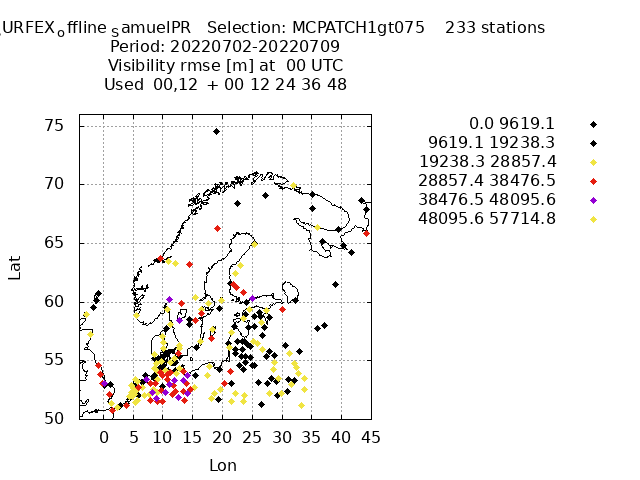 URFEX_offline_samuelPR Selection: MCPATCH1gt075 233 stations
Period: 20220702-20220709
Visibility rmse [m] at 00 UTC
Used 00,12 + 00 12 24 36 48
0.0 9619.1
9619.1 19238.3
19238.3 28857.4
28857.4 38476.5
38476.5 48095.6
48095.6 57714.8
75
70
65
60
55
50
Lat
0 5 10 15 20 25 30 35 40 45
Lon